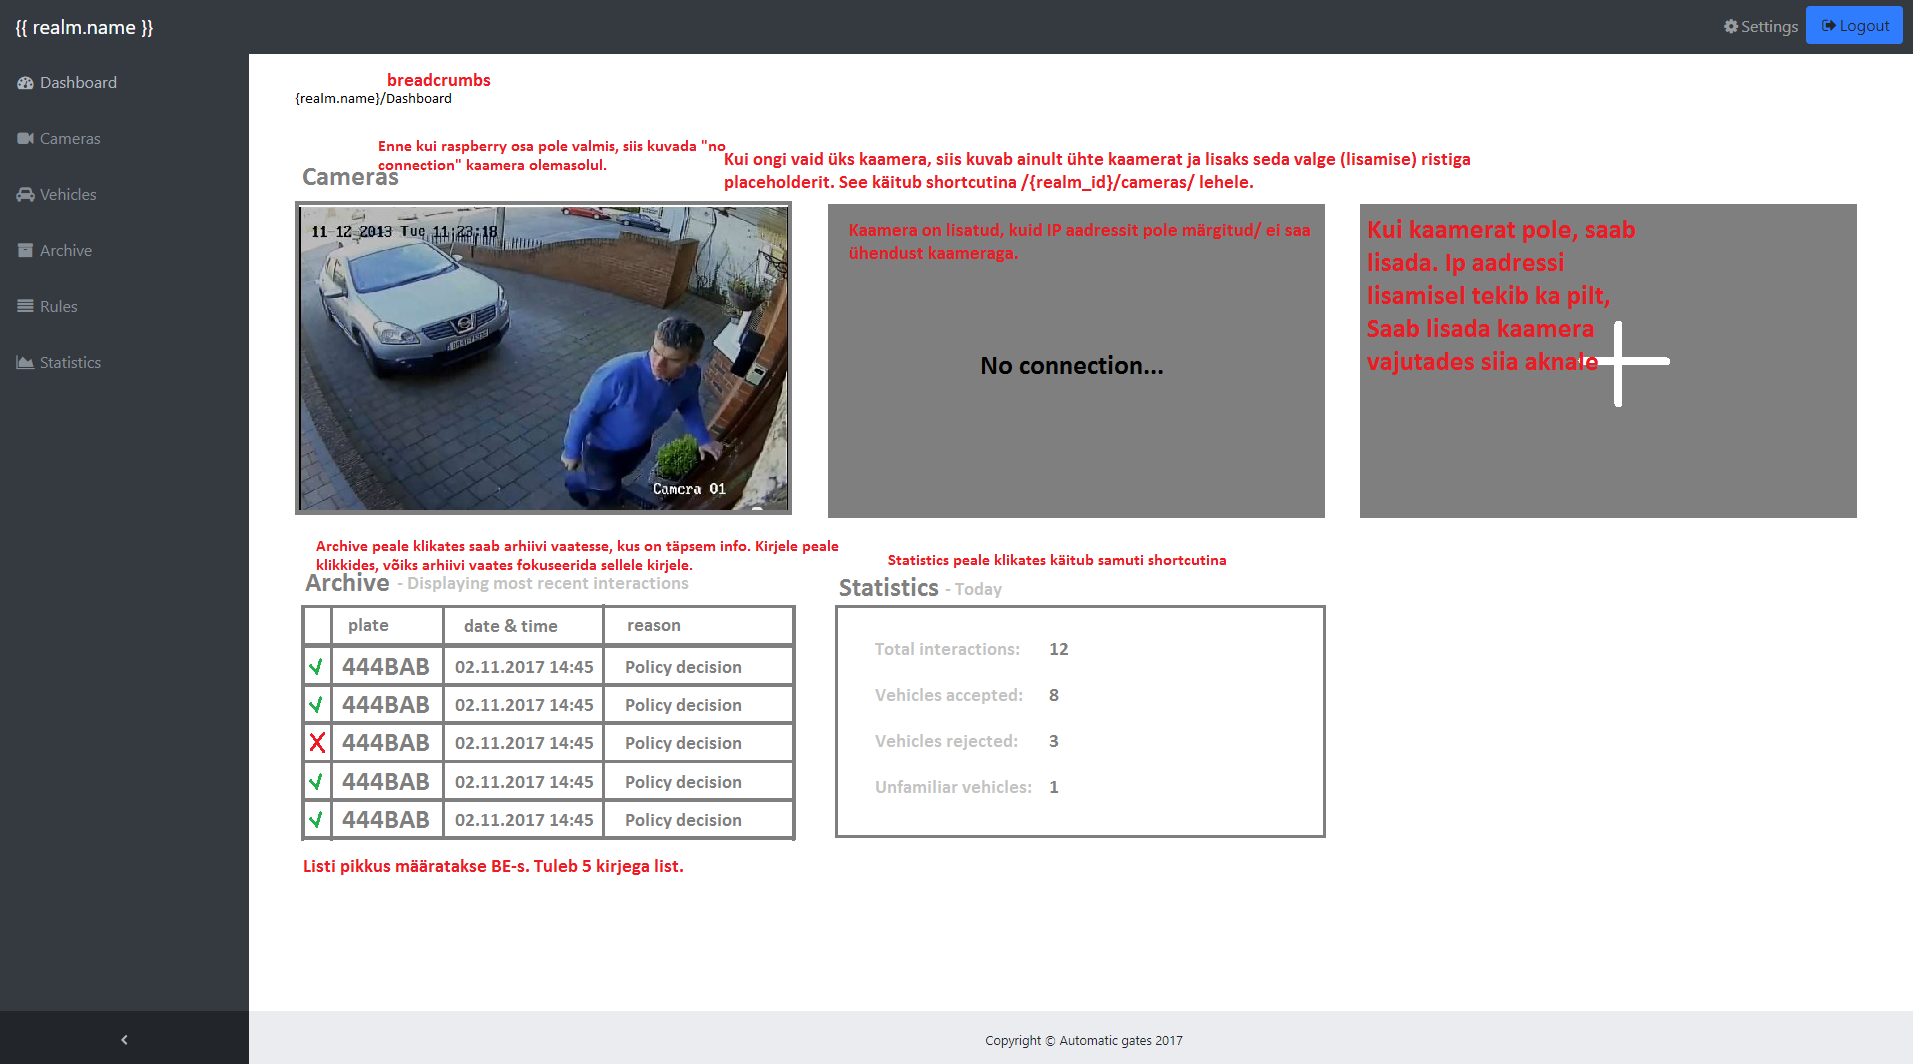 {{ realm.name }}
Settings
Logout
Dashboard
Cameras
Vehicles
Archive
Rules
Statistics
breadcrumbs
{realm.name}/Dashboard
Enne kui raspberry osa pole valmis, siis kuvada "no
connection" kaamera olemasolul.
Cameras
Kui ongi vaid üks kaamera, siis kuvab ainult ühte kaamerat ja lisaks seda valge (lisamise) ristiga
placeholderit. See käitub shortcutina /{realm_id}/cameras/ lehele.
11-12-2013 Tue 11:23:18
Camera 01
Kaamera on lisatud, kuid IP aadressit pole märgitud/ ei saa
ühendust kaameraga.
No connection...
Kui kaamerat pole, saab
lisada. Ip aadressi
lisamisel tekib ka pilt,
Saab lisada kaamera
vajutades siia aknale
Archive peale klikates saab arhiivi vaatesse, kus on täpsem info. Kirjele peale
klikkides, võiks arhiivi vaates fokuseerida sellele kirjele.
Archive - Displaying most recent interactions
plate date & time reason
444BAB 02.11.2017 14:45 Policy decision
444BAB 02.11.2017 14:45 Policy decision
444BAB 02.11.2017 14:45 Policy decision
444BAB 02.11.2017 14:45 Policy decision
444BAB 02.11.2017 14:45 Policy decision
Listi pikkus määratakse BE-s. Tuleb 5 kirjega list.
Statistics peale klikates käitub samuti shortcutina
Statistics - Today
Total interactions: 12
Vehicles accepted: 8
Vehicles rejected: 3
Unfamiliar vehicles: 1
Copyright © Automatic gates 2017